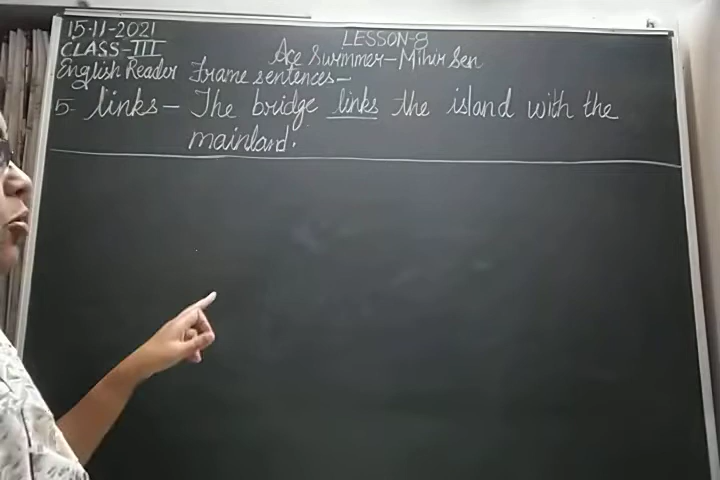 15-11-2021
LESSON-8
CLASS-III
Ace Swimmer-Mihir Sen
English Reader Frame sentences-
5- links- The bridge links the island with the
mainland.